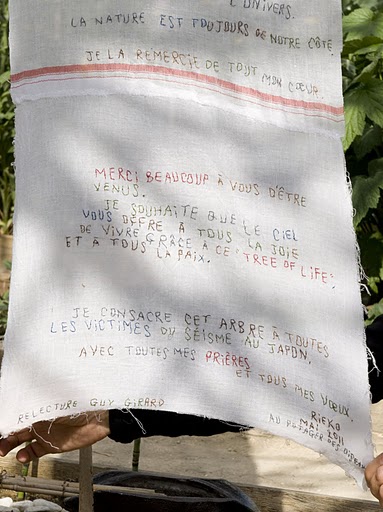 L'UNIVERS.
LA NATURE EST TOUJOURS DE NOTRE CÔTÉ.
JE LA REMERCIE DE TOUT MON CŒUR.
MERCI BEAUCOUP À VOUS D'ÊTRE
VENUS.
JE SOUHAITE QUE LE CIEL
VOUS OFFRE À TOUS LA JOIE
DE VIVRE GRÂCE À CE "TREE OF LIFE".
ET À TOUS LA PAIX.
JE CONSACRE CET ARBRE À TOUTES
LES VICTIMES DU SÉISME AU JAPON,
AVEC TOUTES MES PRIÈRES
ET TOUS MES VŒUX.
RELECTURE GUY GIRARD
RIEKO
MAI 2011
AU POTAGER DES